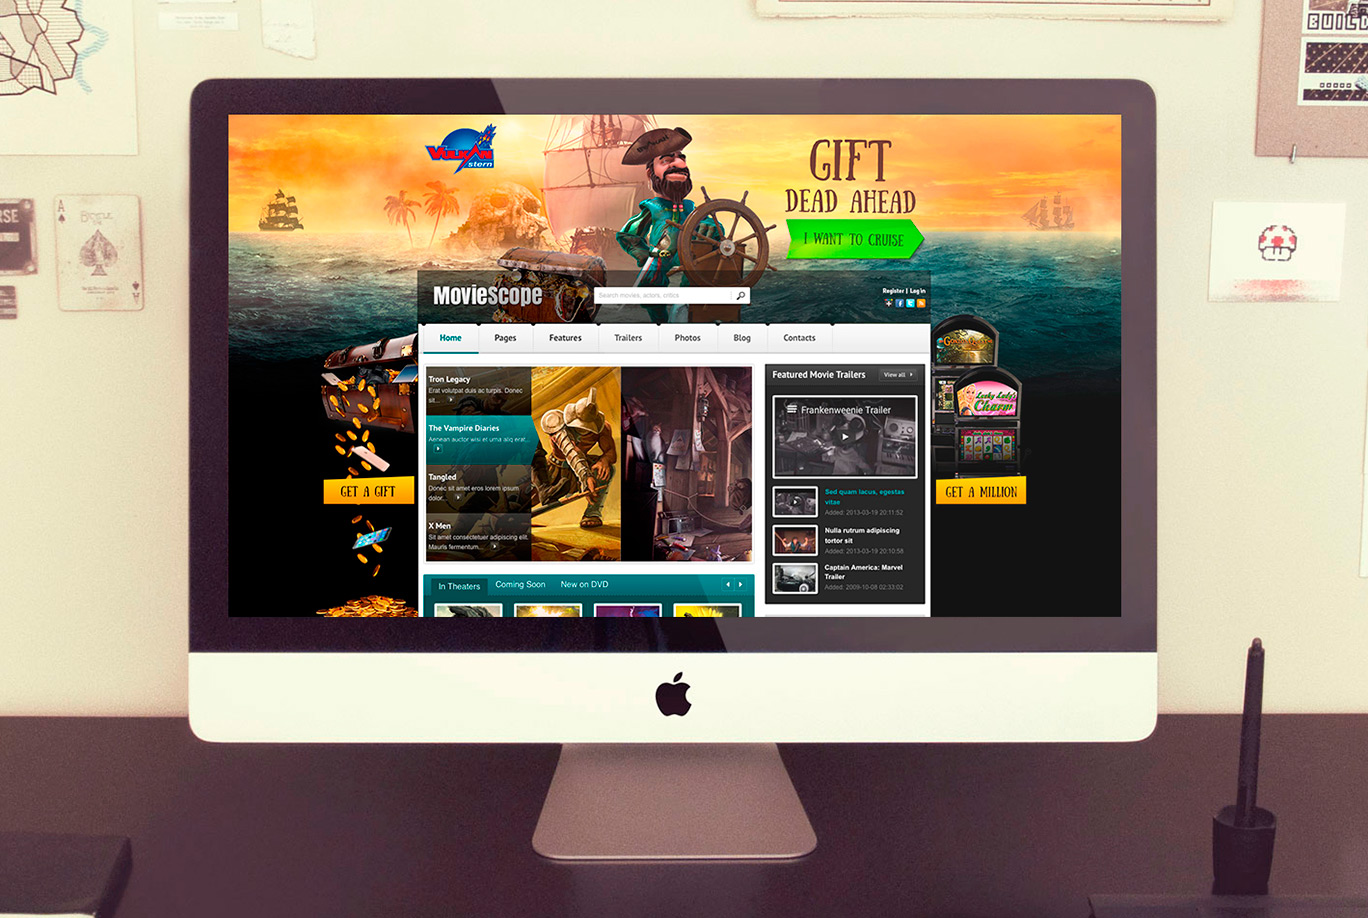 BUILD
RSE
A
BICYCLE
VULKAN
stern
GIFT
DEAD AHEAD
I WANT TO CRUISE
MovieScope
Search movies, actors, critics
Register | Log in
Home
Pages
Features
Trailers
Photos
Blog
Contacts
Tron Legacy
Erat volutpat duis ac turpis. Donec
sit...
The Vampire Diaries
Aenean auctor wisi et urna aliq erat...
Tangled
Donec sit amet eros lorem ipsum
dolor...
X Men
Sit amet consectetuer adipiscing elit.
Mauris fermentum...
Featured Movie Trailers
View all
Frankenweenie Trailer
Sed quam lacus, egestas
vitae
Added: 2013-03-19 20:11:52
Nulla rutrum adipiscing
tortor sit
Added: 2013-03-19 20:10:58
Captain America: Marvel
Trailer
Added: 2009-10-08 02:33:02
In Theaters
Coming Soon
New on DVD
GET A GIFT
Lucky Lady's
Charm
GET A MILLION